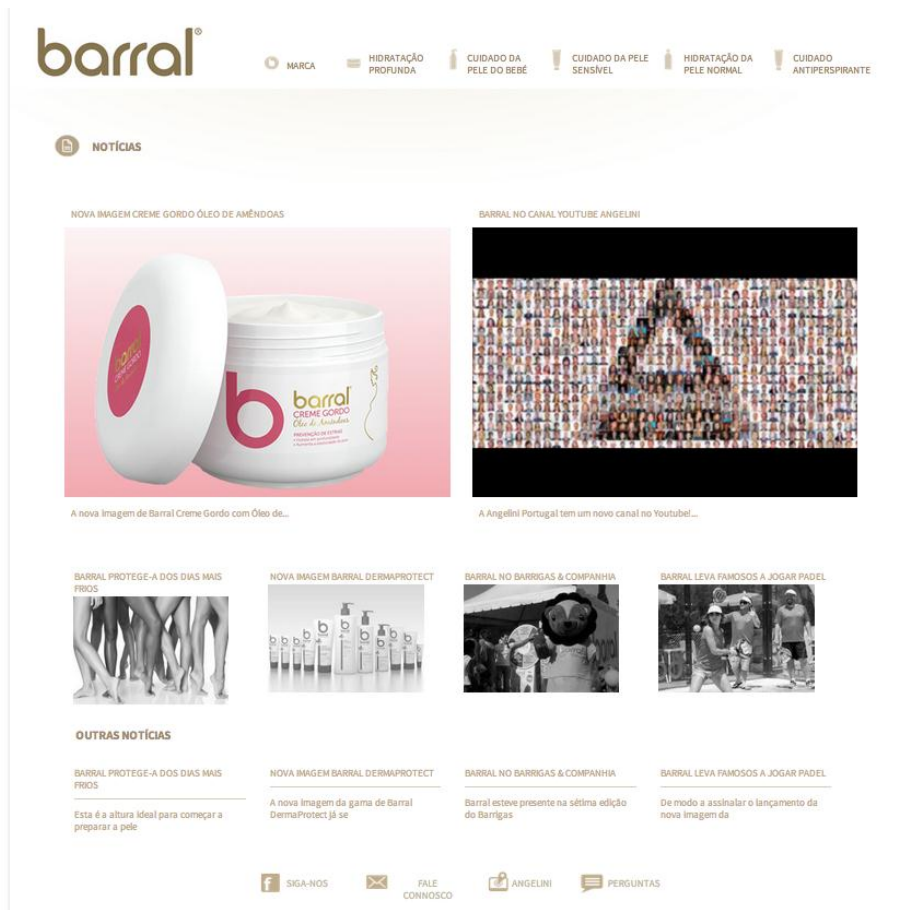 barral®
MARCA
HIDRATAÇÃO
PROFUNDA
CUIDADO DA
PELE DO BEBÉ
CUIDADO DA PELE
SENSÍVEL
HIDRATAÇÃO DA
PELE NORMAL
CUIDADO
ANTIPERSPIRANTE
NOTÍCIAS
NOVA IMAGEM CREME GORDO ÓLEO DE AMÊNDOAS
BARRAL NO CANAL YOUTUBE ANGELINI
barral
CREME GORDO
b
barral
CREME GORDO
Óleo de Amêndoas
PREVENÇÃO DE ESTRIAS
A nova imagem de Barral Creme Gordo com Óleo de...
A Angelini Portugal tem um novo canal no Youtube!...
BARRAL PROTEGE-A DOS DIAS MAIS
FRIOS
NOVA IMAGEM BARRAL DERMAPROTECT
BARRAL NO BARRIGAS & COMPANHIA
BARRAL LEVA FAMOSOS A JOGAR PADEL
OUTRAS NOTÍCIAS
BARRAL PROTEGE-A DOS DIAS MAIS
FRIOS
Esta é a altura ideal para começar a
preparar a pele
NOVA IMAGEM BARRAL DERMAPROTECT
A nova imagem da gama de Barral
DermaProtect já se
BARRAL NO BARRIGAS & COMPANHIA
Barral esteve presente na sétima edição
do Barrigas
BARRAL LEVA FAMOSOS A JOGAR PADEL
De modo a assinalar o lançamento da
nova imagem da
SIGA-NOS
FALE
CONNOSCO
ANGELINI
PERGUNTAS